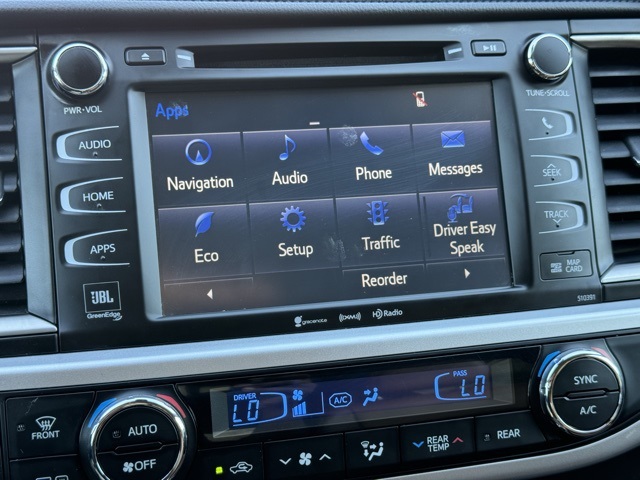 PWR•VOL
TUNE•SCROLL
Apps
AUDIO
HOME
APPS
Navigation
Audio
Phone
Messages
Eco
Setup
Traffic
Driver Easy
Speak
Reorder
SEEK
TRACK
MAP
CARD
JBL
GreenEdge
gracenote
HD Radio
510391
DRIVER
LO
A/C
PASS
LO
FRONT
AUTO
OFF
REAR
TEMP
REAR
SYNC
A/C